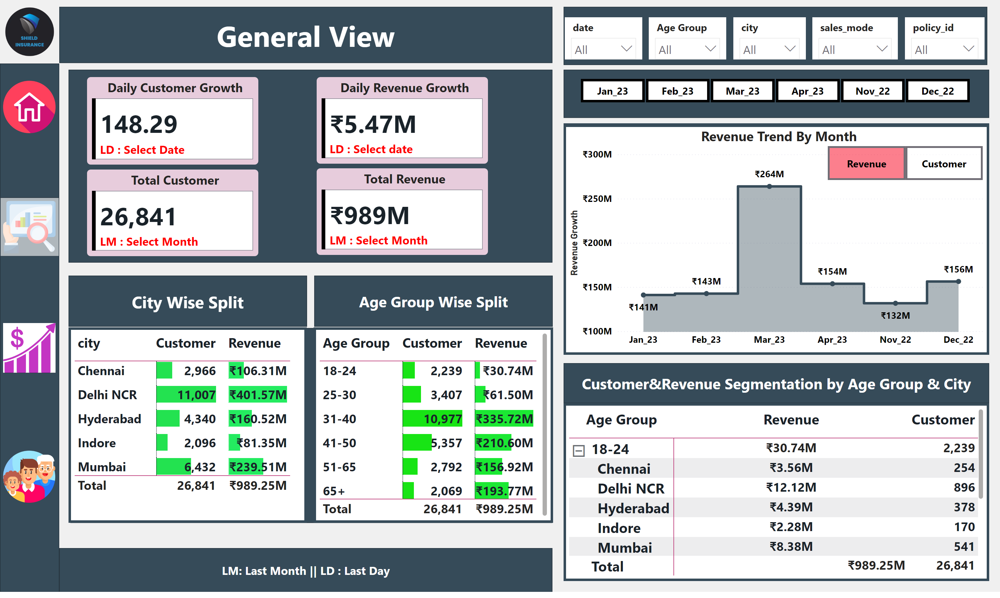 SHIELD
INSURANCE
General View
date
Age Group
city
sales_mode
policy_id
All
All
All
All
All
Jan_23
Feb_23
Mar_23
Apr_23
Nov_22
Dec_22
Daily Customer Growth
148.29
LD : Select Date
Daily Revenue Growth
₹5.47M
LD : Select date
Total Customer
26,841
LM : Select Month
Total Revenue
₹989M
LM : Select Month
Revenue Trend By Month
Revenue
Customer
Revenue Growth
₹300M
₹250M
₹200M
₹150M
₹100M
₹141M
₹143M
₹264M
₹154M
₹132M
₹156M
Jan_23
Feb_23
Mar_23
Apr_23
Nov_22
Dec_22
City Wise Split
city Customer Revenue
Chennai 2,966 ₹106.31M
Delhi NCR 11,007 ₹401.57M
Hyderabad 4,340 ₹160.52M
Indore 2,096 ₹81.35M
Mumbai 6,432 ₹239.51M
Total 26,841 ₹989.25M
Age Group Wise Split
Age Group Customer Revenue
18-24 2,239 ₹30.74M
25-30 3,407 ₹61.50M
31-40 10,977 ₹335.72M
41-50 5,357 ₹210.60M
51-65 2,792 ₹156.92M
65+ 2,069 ₹193.77M
Total 26,841 ₹989.25M
Customer&Revenue Segmentation by Age Group & City
Age Group Revenue Customer
18-24 ₹30.74M 2,239
Chennai ₹3.56M 254
Delhi NCR ₹12.12M 896
Hyderabad ₹4.39M 378
Indore ₹2.28M 170
Mumbai ₹8.38M 541
Total ₹989.25M 26,841
LM: Last Month || LD : Last Day